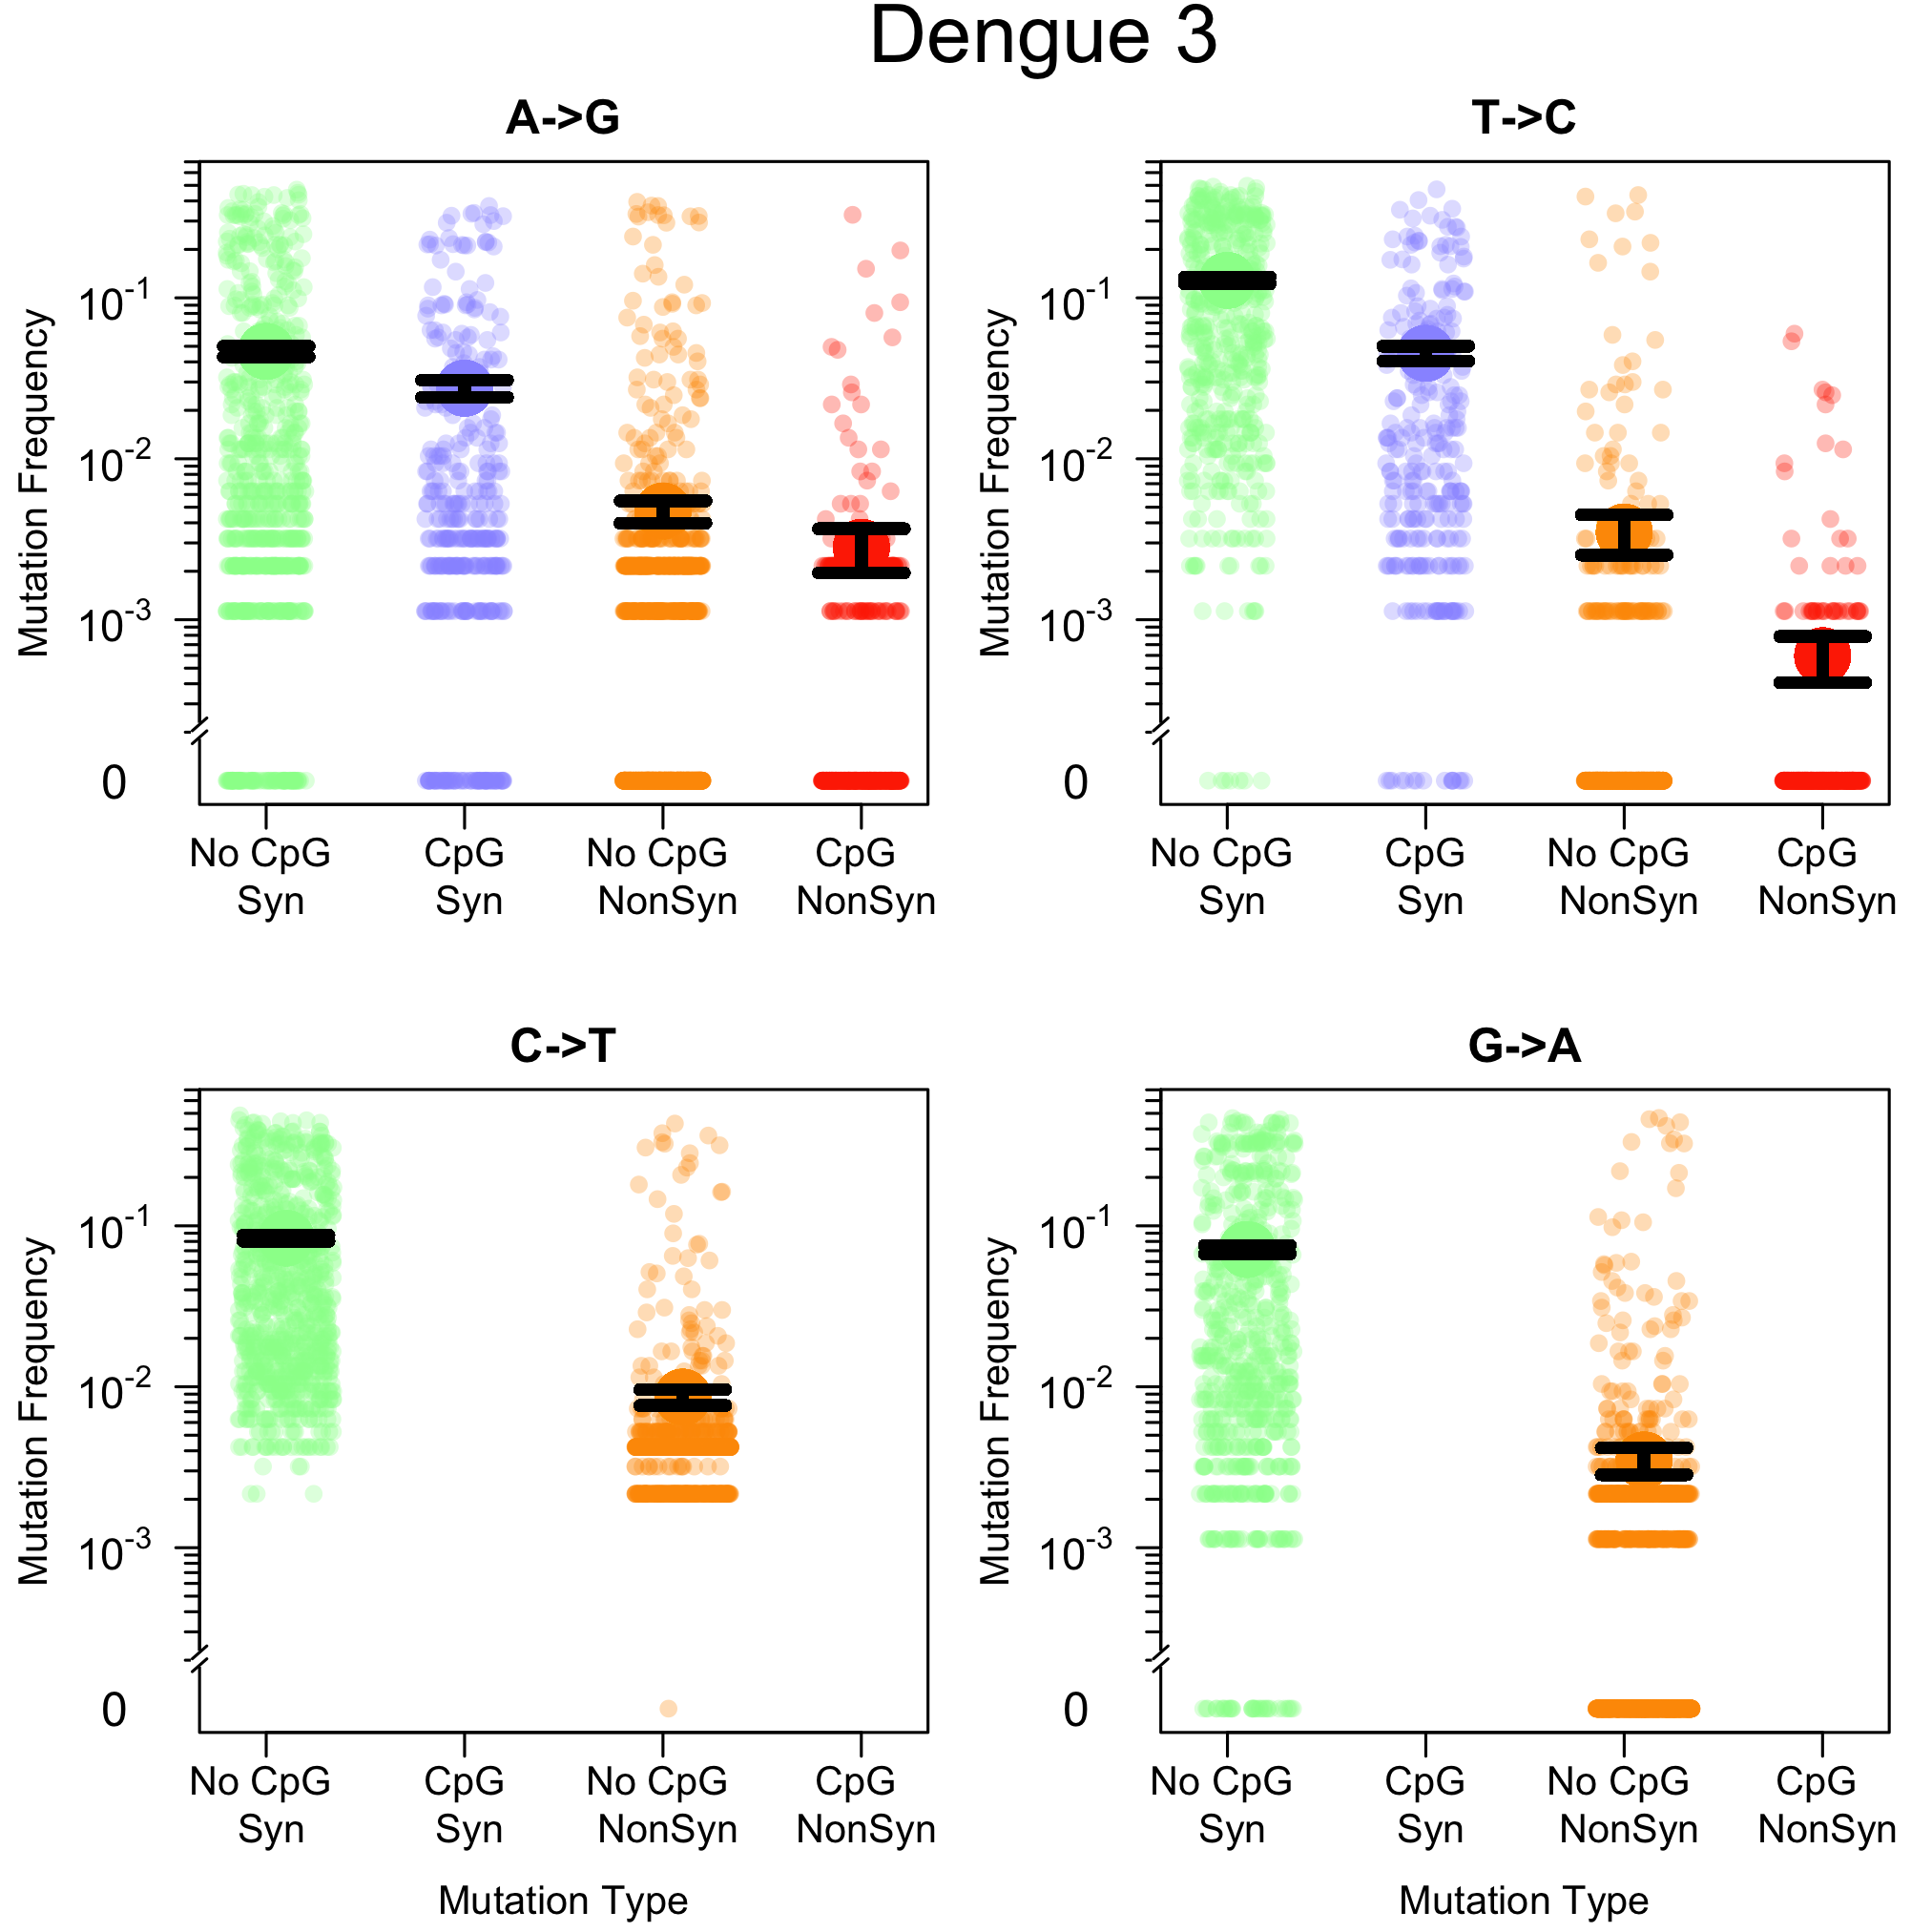 Dengue 3
A->G
Mutation Frequency
10-1
10-2
10-3
0
No CpG CpG No CpG CpG
Syn Syn NonSyn NonSyn
T->C
Mutation Frequency
10-1
10-2
10-3
0
No CpG CpG No CpG CpG
Syn Syn NonSyn NonSyn
C->T
Mutation Frequency
10-1
10-2
10-3
0
No CpG CpG No CpG CpG
Syn Syn NonSyn NonSyn
Mutation Type
G->A
Mutation Frequency
10-1
10-2
10-3
0
No CpG CpG No CpG CpG
Syn Syn NonSyn NonSyn
Mutation Type